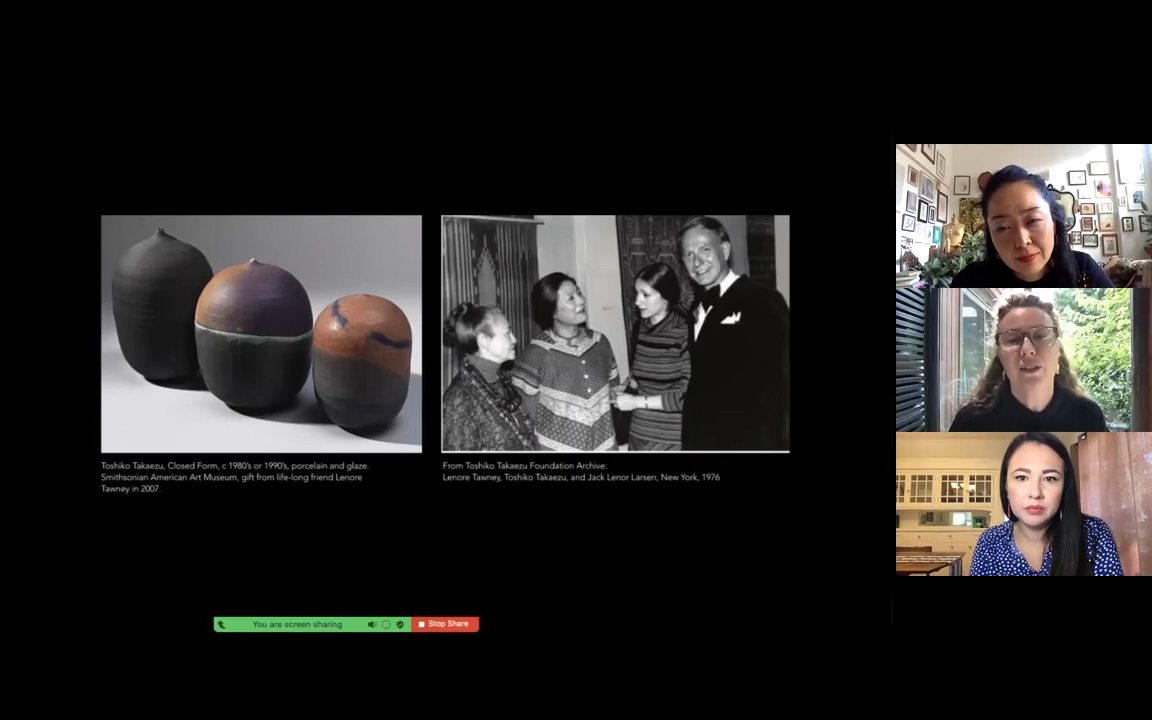 Toshiko Takaezu, Closed Form, c 1980's or 1990's, porcelain and glaze.
Smithsonian American Art Museum, gift from life-long friend Lenore
Tawney in 2007.
From Toshiko Takaezu Foundation Archive:
Lenore Tawney, Toshiko Takaezu, and Jack Lenor Larsen, New York, 1976
You are screen sharing
Stop Share